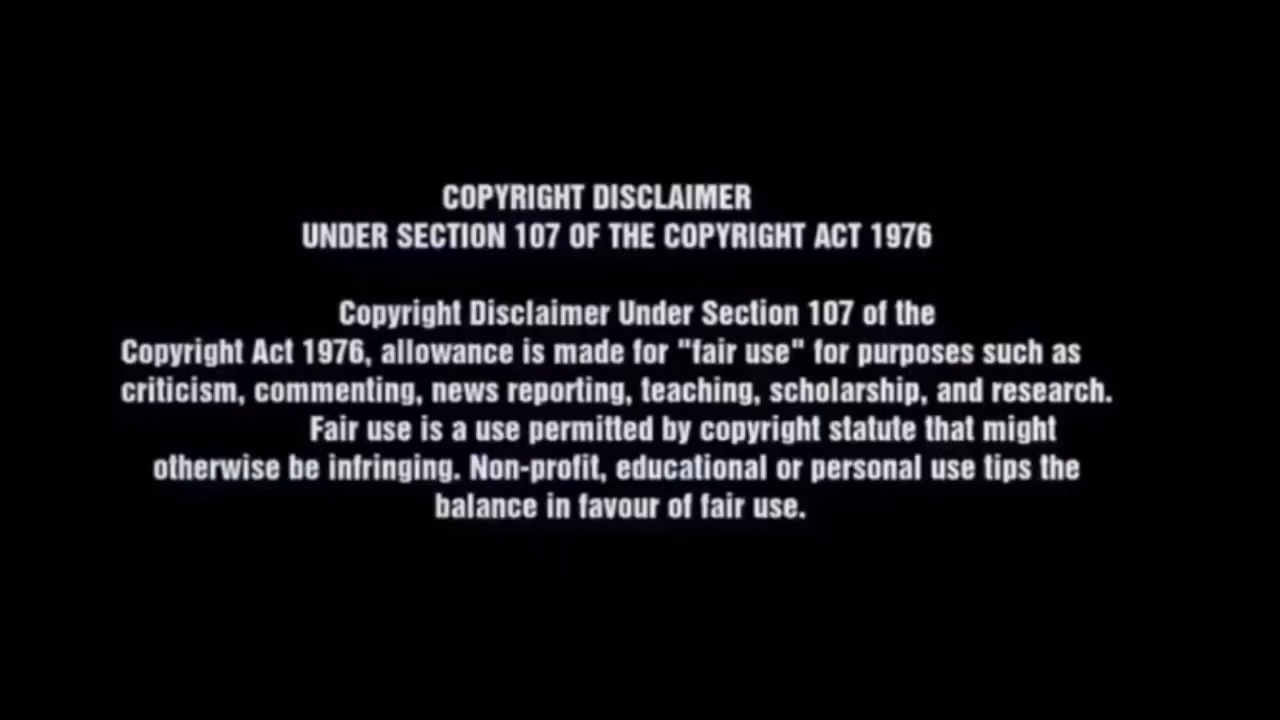 COPYRIGHT DISCLAIMER
UNDER SECTION 107 OF THE COPYRIGHT ACT 1976
Copyright Disclaimer Under Section 107 of the
Copyright Act 1976, allowance is made for "fair use" for purposes such as
criticism, commenting, news reporting, teaching, scholarship, and research.
Fair use is a use permitted by copyright statute that might
otherwise be infringing. Non-profit, educational or personal use tips the
balance in favour of fair use.